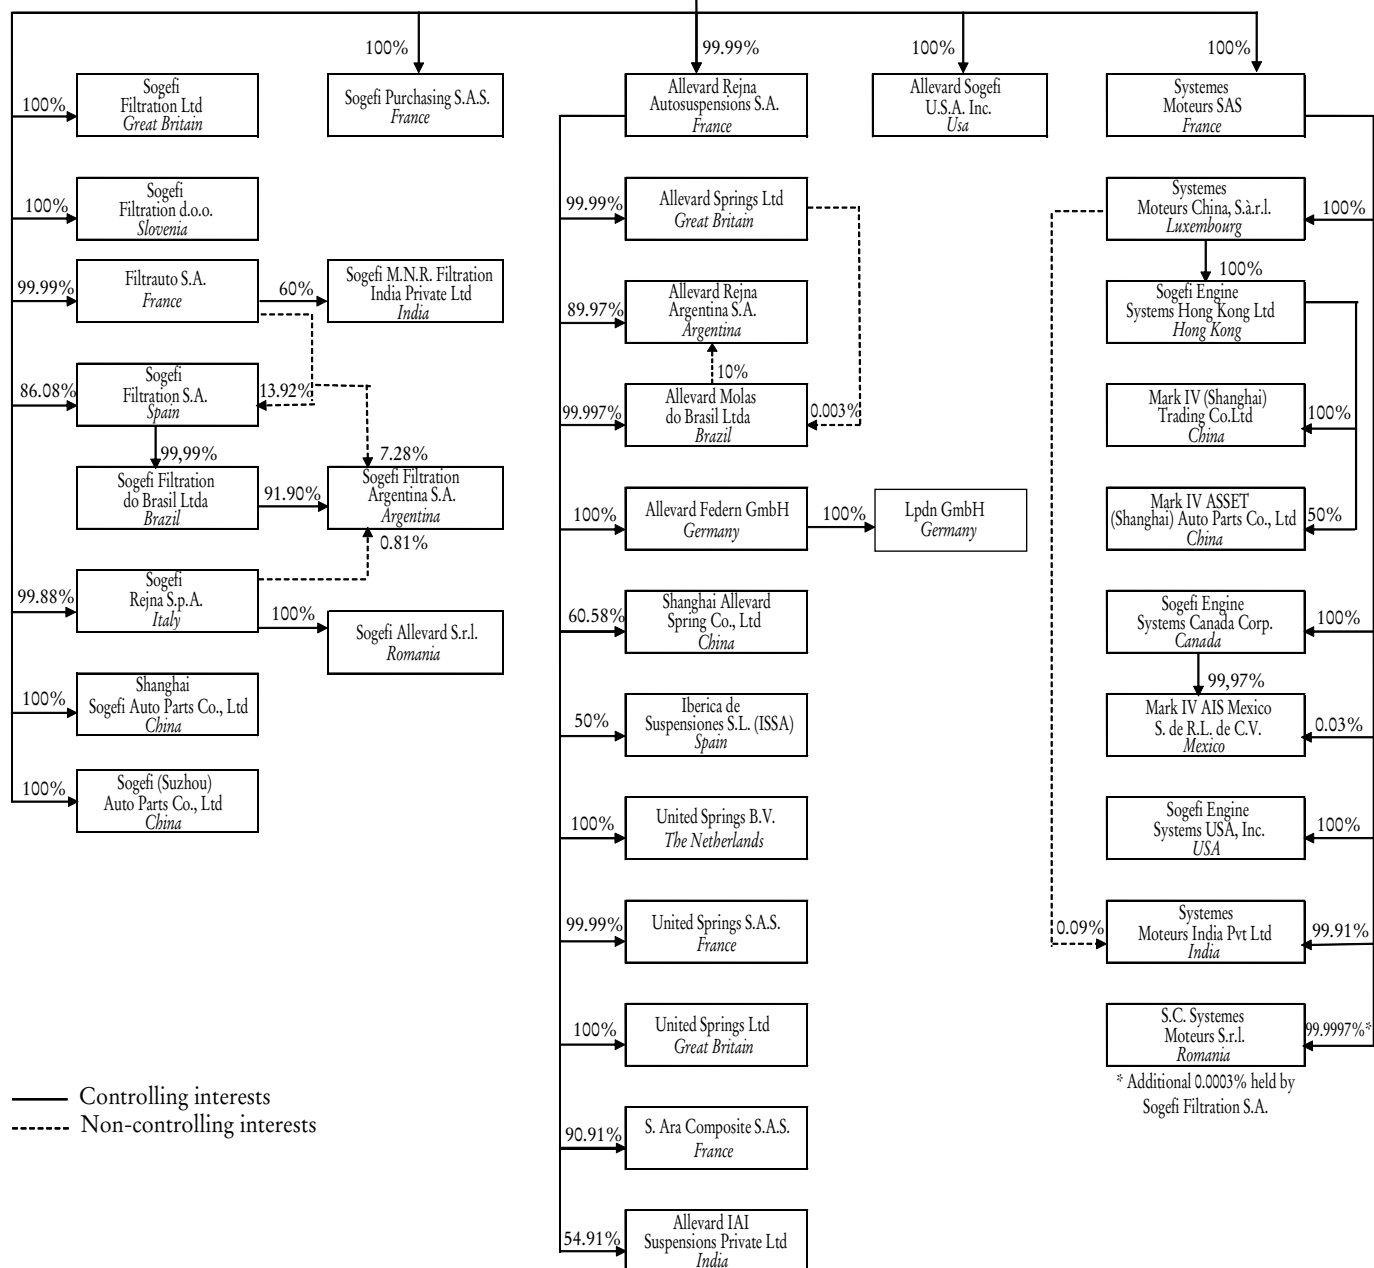 100%
99.99%
100%
100%
100%
Sogefi
Filtration Ltd
Great Britain
Sogefi Purchasing S.A.S.
France
Allevard Rejna
Autosuspensions S.A.
France
Allevard Sogefi
U.S.A. Inc.
Usa
Systemes
Moteurs SAS
France
100%
Sogefi
Filtration d.o.o.
Slovenia
99.99%
Allevard Springs Ltd
Great Britain
Systemes
Moteurs China, S.à.r.l.
Luxembourg
100%
100%
99.99%
Filtrauto S.A.
France
60%
Sogefi M.N.R. Filtration
India Private Ltd
India
89.97%
Allevard Rejna
Argentina S.A.
Argentina
10%
Sogefi Engine
Systems Hong Kong Ltd
Hong Kong
86.08%
Sogefi
Filtration S.A.
Spain
13.92%
99,99%
7.28%
99.997%
Allevard Molas
do Brasil Ltda
Brazil
0.003%
Mark IV (Shanghai)
Trading Co.Ltd
China
100%
Sogefi Filtration
do Brasil Ltda
Brazil
91.90%
Sogefi Filtration
Argentina S.A.
Argentina
0.81%
100%
Allevard Federn GmbH
Germany
100%
Lpdn GmbH
Germany
Mark IV ASSET
(Shanghai) Auto Parts Co., Ltd
China
50%
99.88%
Sogefi
Rejna S.p.A.
Italy
100%
Sogefi Allevard S.r.l.
Romania
60.58%
Shanghai Allevard
Spring Co., Ltd
China
Sogefi Engine
Systems Canada Corp.
Canada
100%
99,97%
100%
Shanghai
Sogefi Auto Parts Co., Ltd
China
50%
Iberica de
Suspensiones S.L. (ISSA)
Spain
Mark IV AIS Mexico
S. de R.L. de C.V.
Mexico
0.03%
100%
Sogefi (Suzhou)
Auto Parts Co., Ltd
China
100%
United Springs B.V.
The Netherlands
Sogefi Engine
Systems USA, Inc.
USA
100%
99.99%
United Springs S.A.S.
France
0.09%
Systemes
Moteurs India Pvt Ltd
India
99.91%
100%
United Springs Ltd
Great Britain
S.C. Systemes
Moteurs S.r.l.
Romania
99.9997%*
* Additional 0.0003% held by
Sogefi Filtration S.A.
Controlling interests
Non-controlling interests
90.91%
S. Ara Composite S.A.S.
France
54.91%
Allevard IAI
Suspensions Private Ltd
India